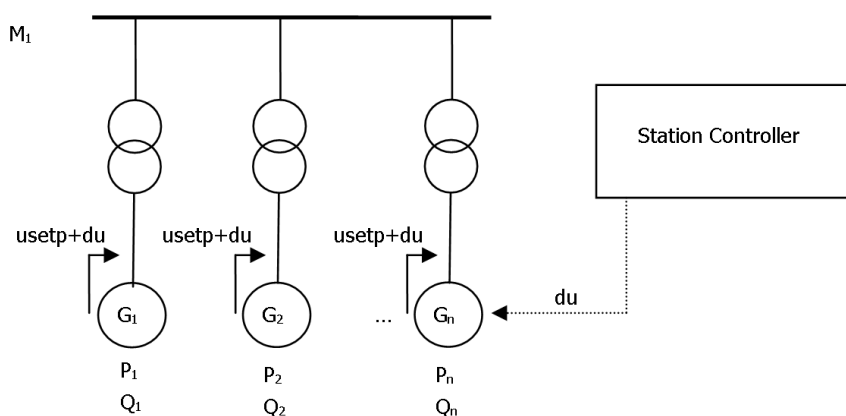 M₁
Station Controller
usetp+du usetp+du usetp+du
du
G₁ G₂ ... Gₙ
P₁ P₂ Pₙ
Q₁ Q₂ Qₙ